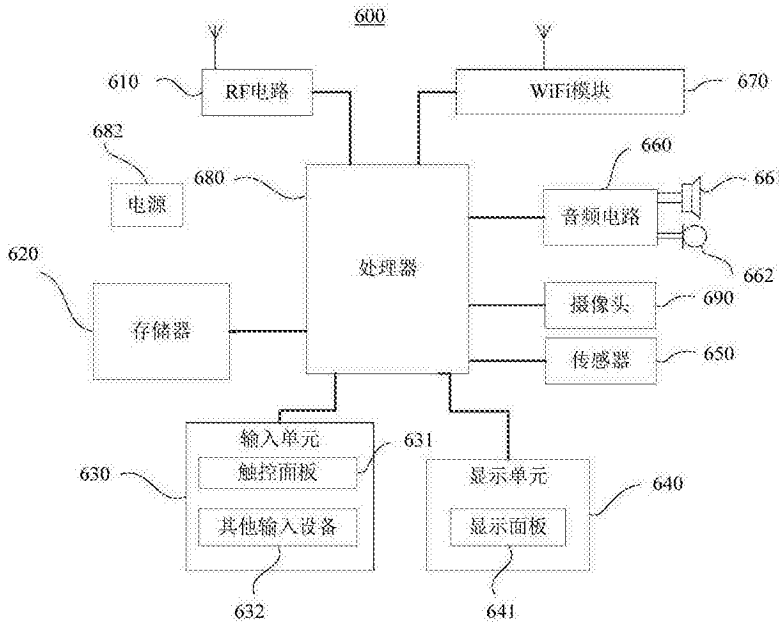 600
610
RF电路
WiFi模块
670
682
电源
680
处理器
660
音频电路
661
662
620
存储器
摄像头
690
传感器
650
630
输入单元
触控面板
631
其他输入设备
632
显示单元
显示面板
640
641